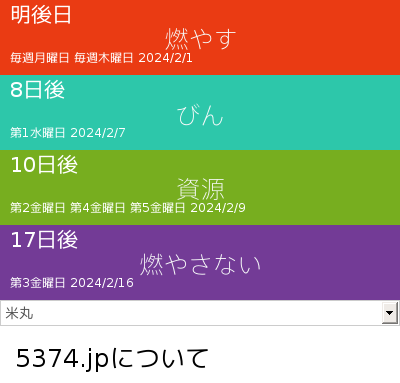 明後日
燃やす
毎週月曜日 毎週木曜日 2024/2/1
8日後
びん
第1水曜日 2024/2/7
10日後
資源
第2金曜日 第4金曜日 第5金曜日 2024/2/9
17日後
燃やさない
第3金曜日 2024/2/16
米丸
5374.jpについて